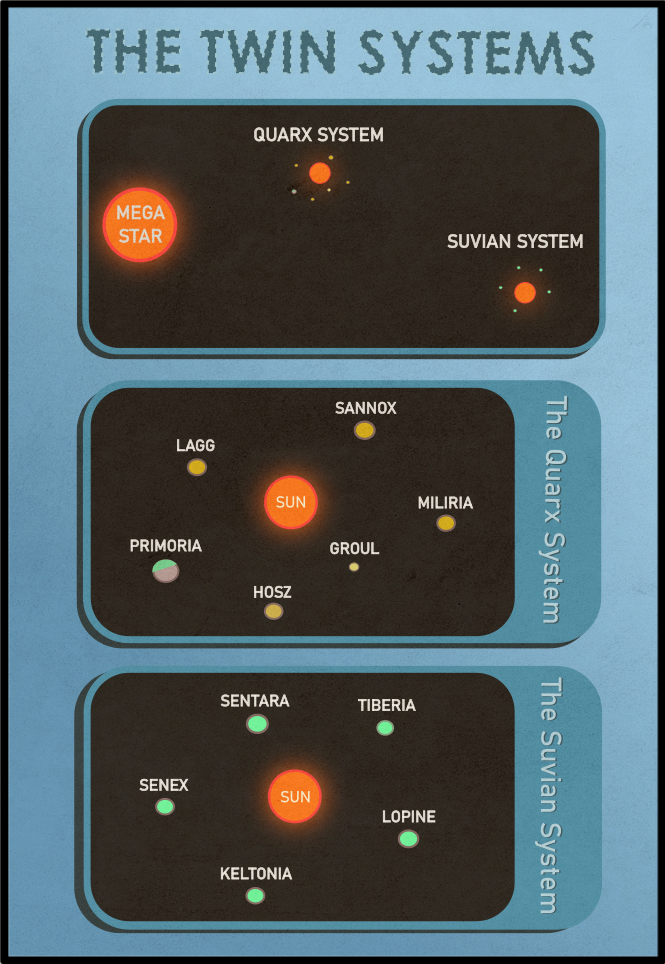 THE TWIN SYSTEMS
QUARX SYSTEM
MEGA
STAR
SUVIAN SYSTEM
SANNOX
LAGG
SUN
MILIRIA
PRIMORIA
GROUL
HOSZ
The Quarx System
SENTARA
TIBERIA
SENEX
SUN
LOPINE
KELTONIA
The Suvian System